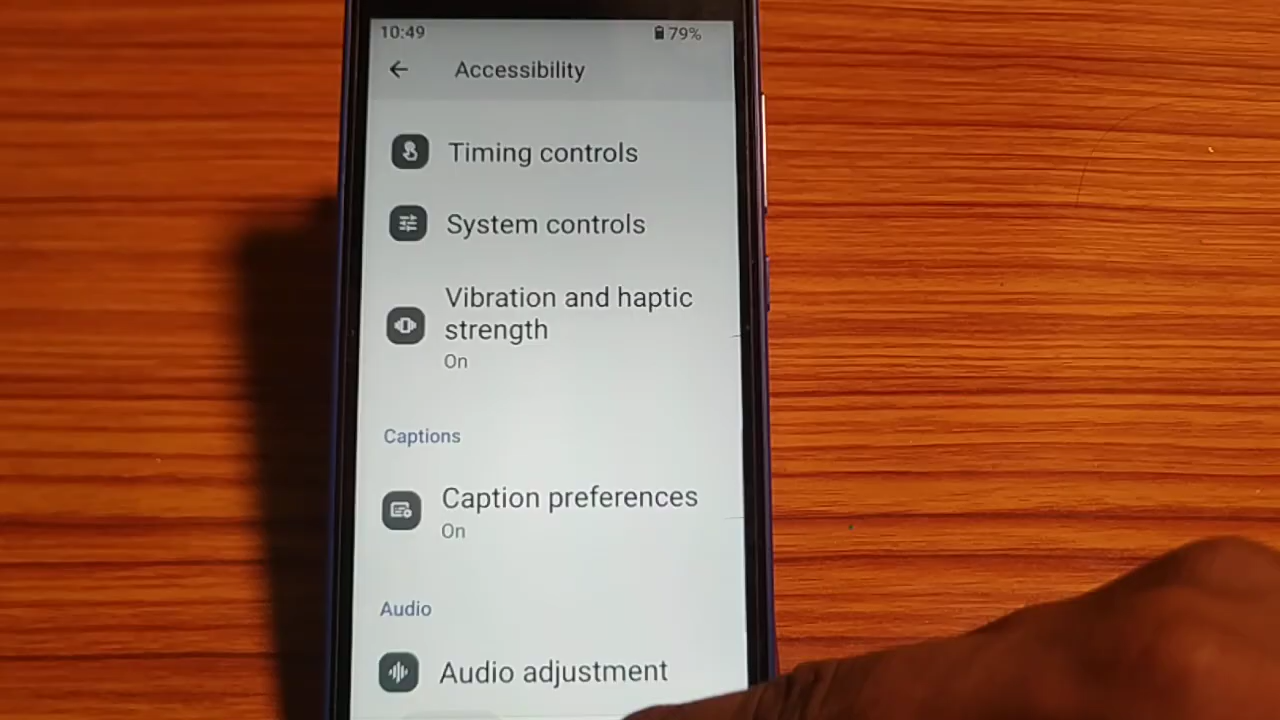 10:49 79%
Accessibility
Timing controls
System controls
Vibration and haptic
strength
On
Captions
Caption preferences
On
Audio
Audio adjustment